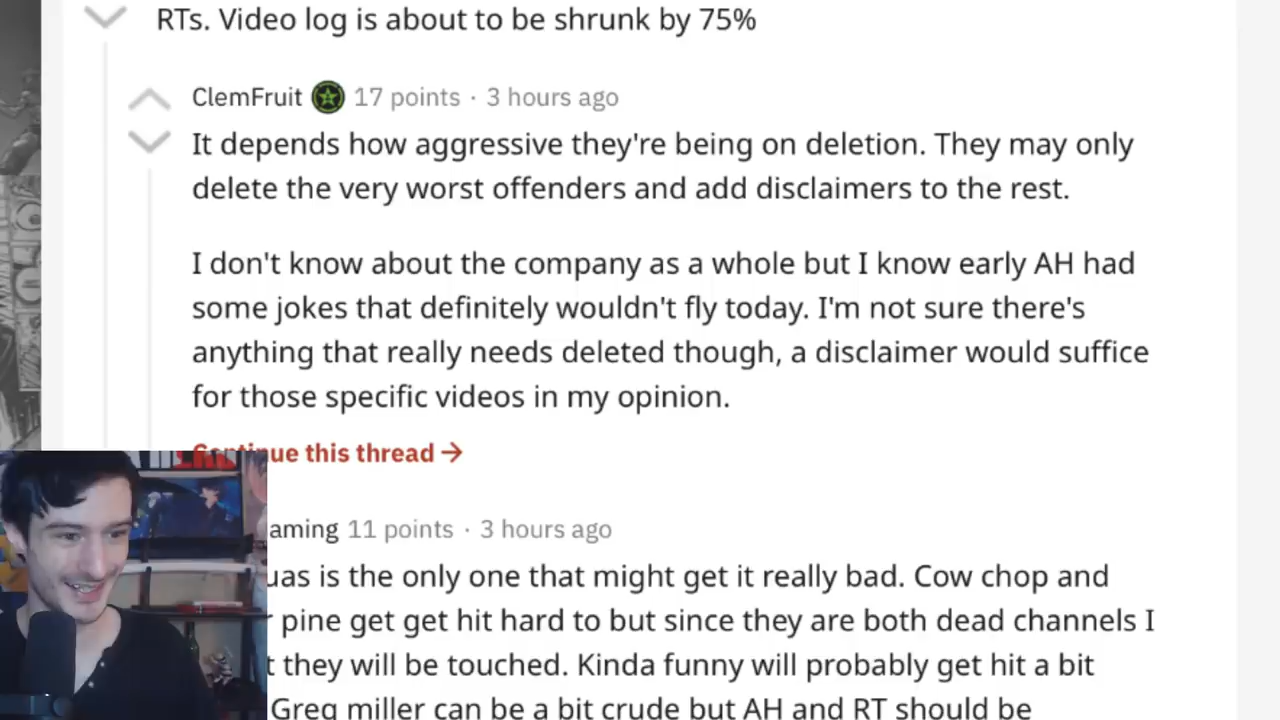 RTs. Video log is about to be shrunk by 75%
ClemFruit 17 points · 3 hours ago
It depends how aggressive they're being on deletion. They may only
delete the very worst offenders and add disclaimers to the rest.
I don't know about the company as a whole but I know early AH had
some jokes that definitely wouldn't fly today. I'm not sure there's
anything that really needs deleted though, a disclaimer would suffice
for those specific videos in my opinion.
Continue this thread →
aming 11 points · 3 hours ago
uas is the only one that might get it really bad. Cow chop and
pine get get hit hard to but since they are both dead channels I
they will be touched. Kinda funny will probably get hit a bit
Greg miller can be a bit crude but AH and RT should be